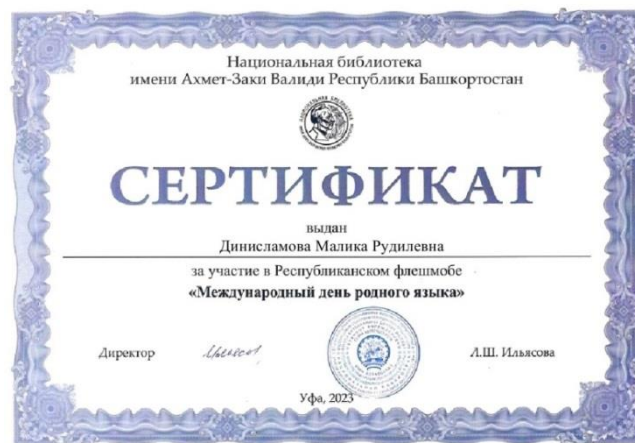 Национальная библиотека
имени Ахмет-Заки Валиди Республики Башкортостан
СЕРТИФИКАТ
выдан
Динисламова Малика Рудилевна
за участие в Республиканском флешмобе
«Международный день родного языка»
Директор
Л.Ш. Ильясова
Уфа, 2023